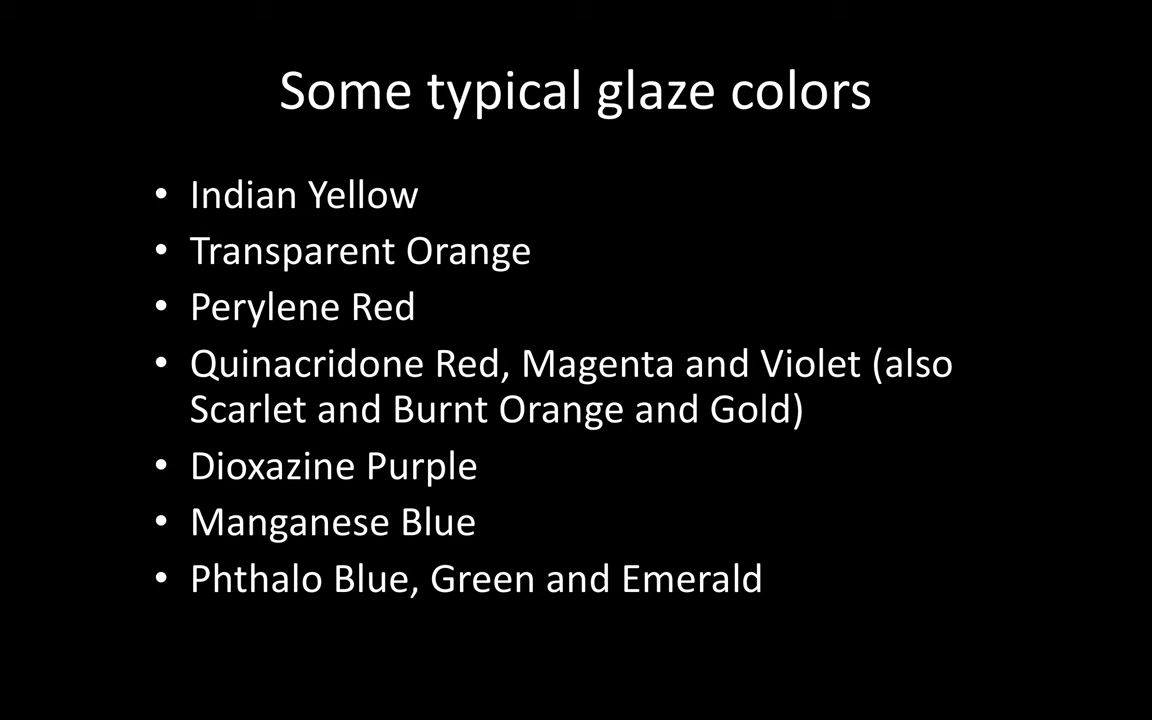 Some typical glaze colors
• Indian Yellow
• Transparent Orange
• Perylene Red
• Quinacridone Red, Magenta and Violet (also
Scarlet and Burnt Orange and Gold)
• Dioxazine Purple
• Manganese Blue
• Phthalo Blue, Green and Emerald